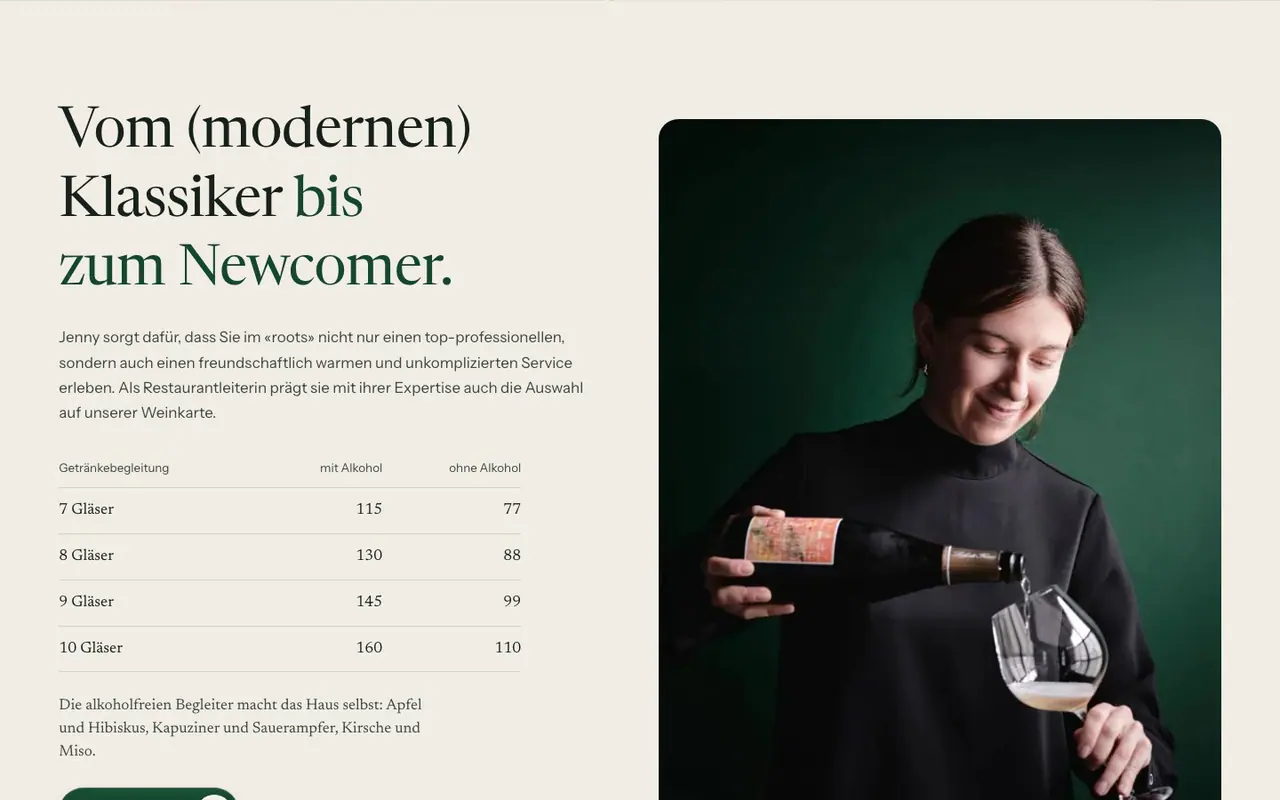 Vom (modernen)
Klassiker bis
zum Newcomer.
Jenny sorgt dafür, dass Sie im «roots» nicht nur einen top-professionellen,
sondern auch einen freundschaftlich warmen und unkomplizierten Service
erleben. Als Restaurantleiterin prägt sie mit ihrer Expertise auch die Auswahl
auf unserer Weinkarte.
Getränkebegleitung mit Alkohol ohne Alkohol
7 Gläser 115 77
8 Gläser 130 88
9 Gläser 145 99
10 Gläser 160 110
Die alkoholfreien Begleiter macht das Haus selbst: Apfel
und Hibiskus, Kapuziner und Sauerampfer, Kirsche und
Miso.